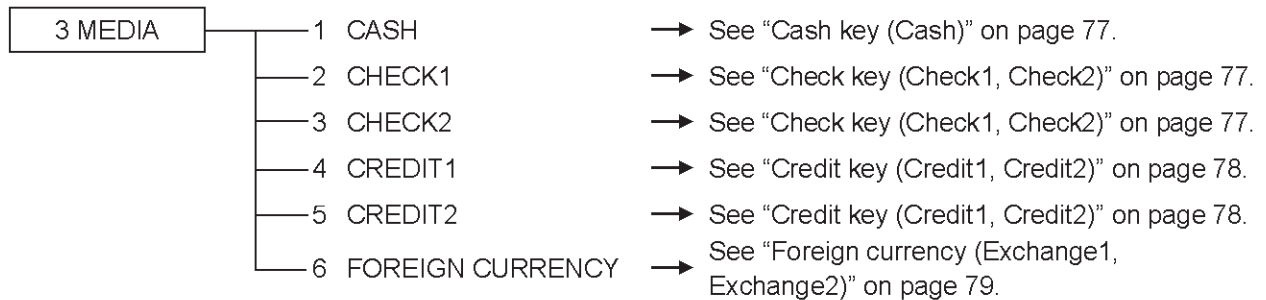 3 MEDIA
1 CASH → See “Cash key (Cash)” on page 77.
2 CHECK1 → See “Check key (Check1, Check2)” on page 77.
3 CHECK2 → See “Check key (Check1, Check2)” on page 77.
4 CREDIT1 → See “Credit key (Credit1, Credit2)” on page 78.
5 CREDIT2 → See “Credit key (Credit1, Credit2)” on page 78.
6 FOREIGN CURRENCY → See “Foreign currency (Exchange1,
Exchange2)” on page 79.